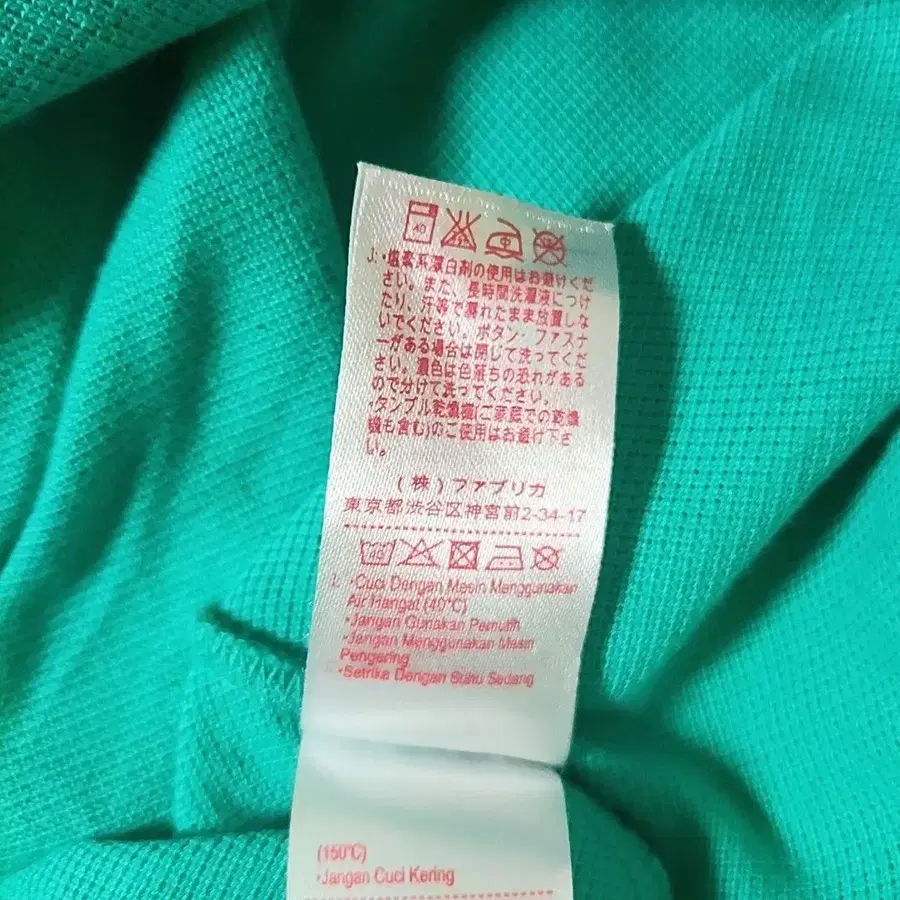 40
J: ・塩素系漂白剤の使用はお避けくだ
さい。また、長時間洗濯液につけ
たり、汗等で濡れたまま放置しな
いでください。ボタン・ファスナ
ーがある場合は閉じて洗ってくだ
さい。濃色は色落ちの恐れがある
ので分けて洗ってください。
・タンブル乾燥機(ご家庭での乾燥
機も含む)のご使用はお避け下さ
い。
(株)ファブリカ
東京都渋谷区神宮前2-34-17
40
I: •Cuci Dengan Mesin Menggunakan
Air Hangat (40°C)
•Jangan Gunakan Pemutih
•Jangan Menggunakan Mesin
Pengering
•Setrika Dengan Suhu Sedang
(150°C)
•Jangan Cuci Kering